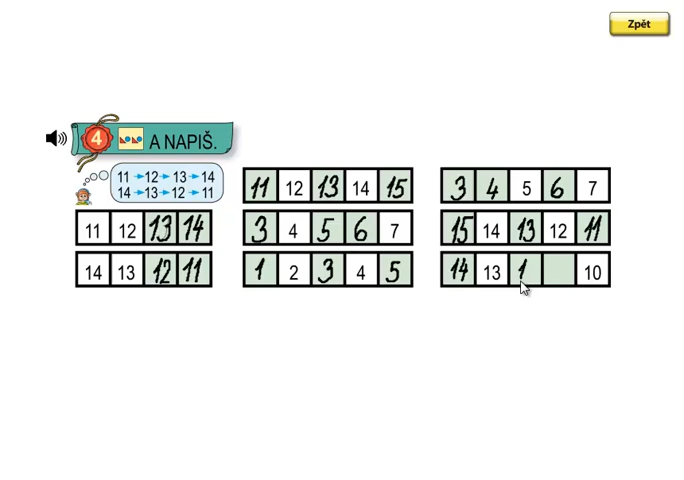 Zpět
4 A NAPIŠ.
11 → 12 → 13 → 14
14 → 13 → 12 → 11
11 12 13 14 15
3 4 5 6 7
11 12 13 14
3 4 5 6 7
15 14 13 12 11
14 13 12 11
1 2 3 4 5
14 13 1 10